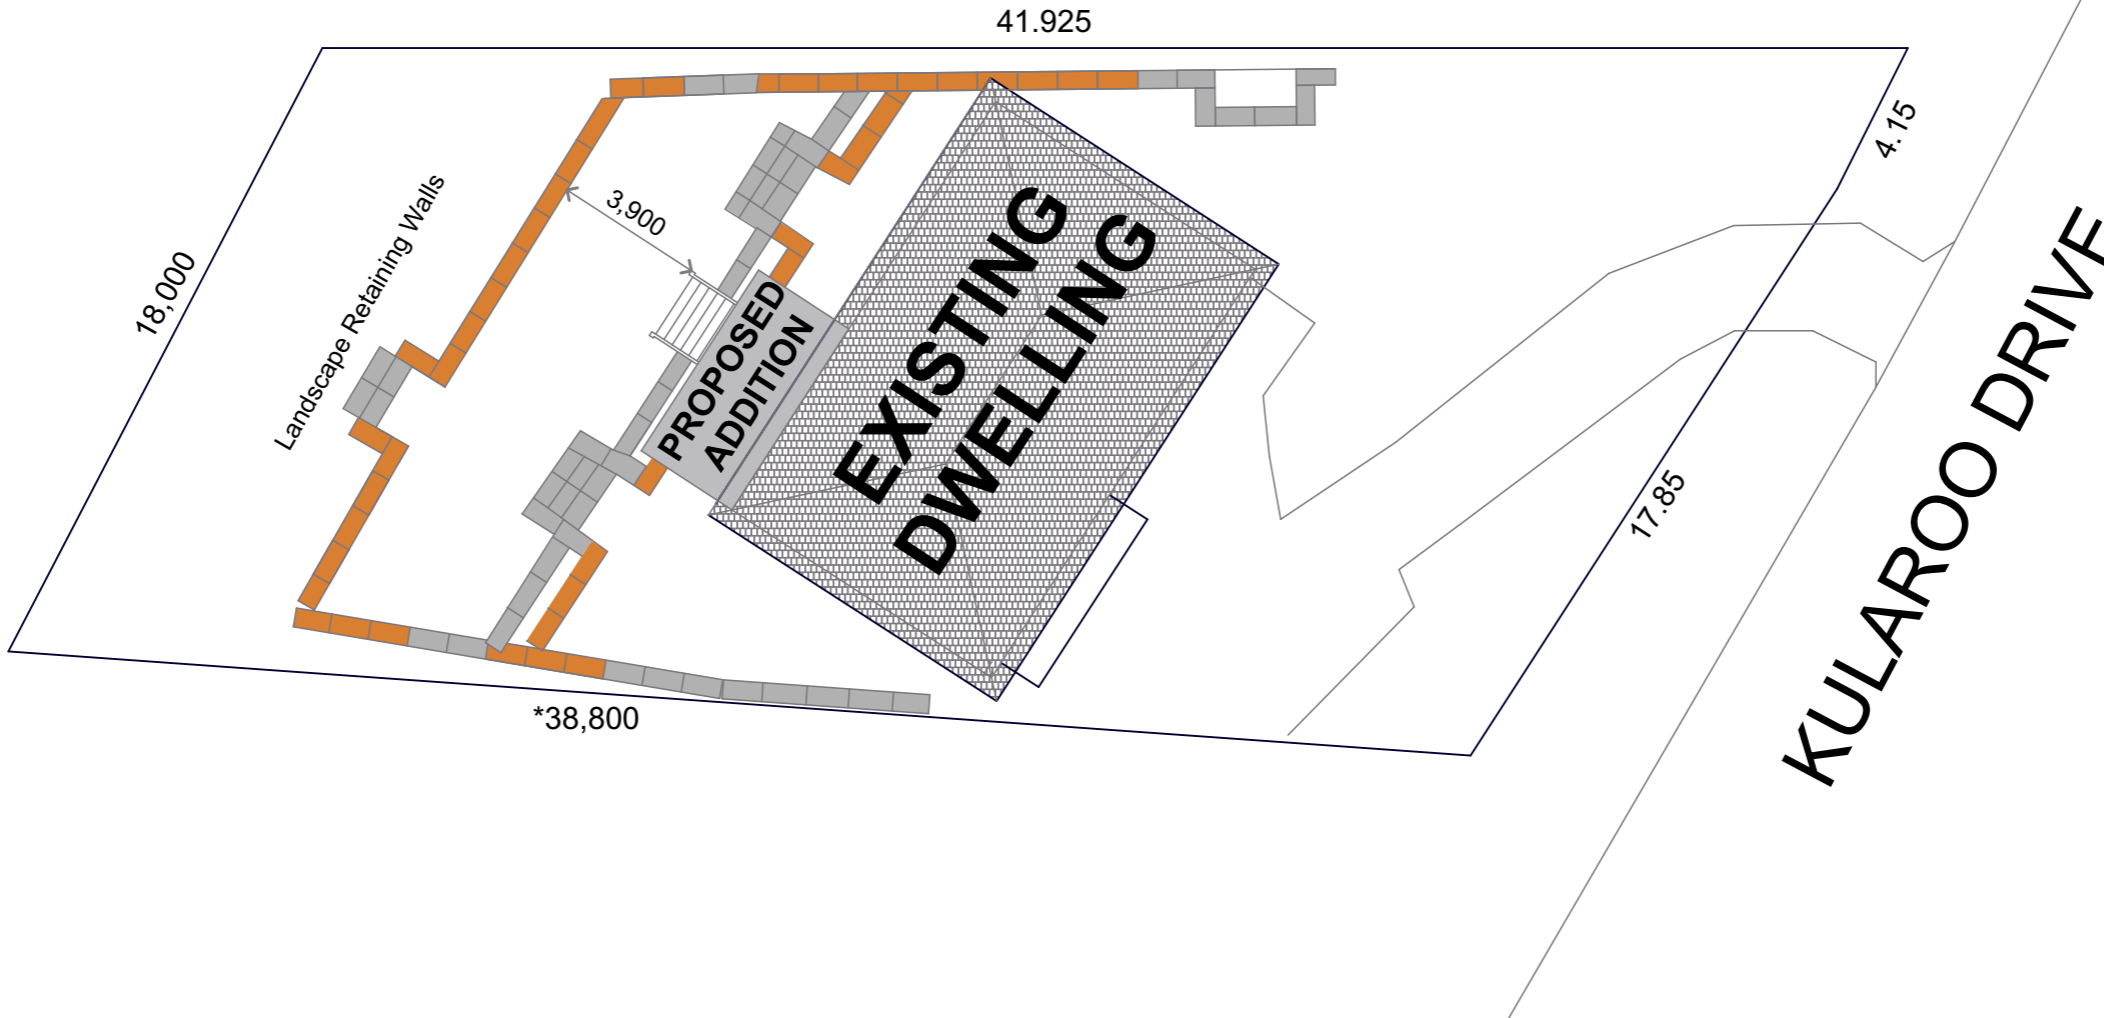 41.925
4.15
18,000
Landscape Retaining Walls
3,900
PROPOSED
ADDITION
EXISTING
DWELLING
17.85
KULAROO DRIVE
*38,800